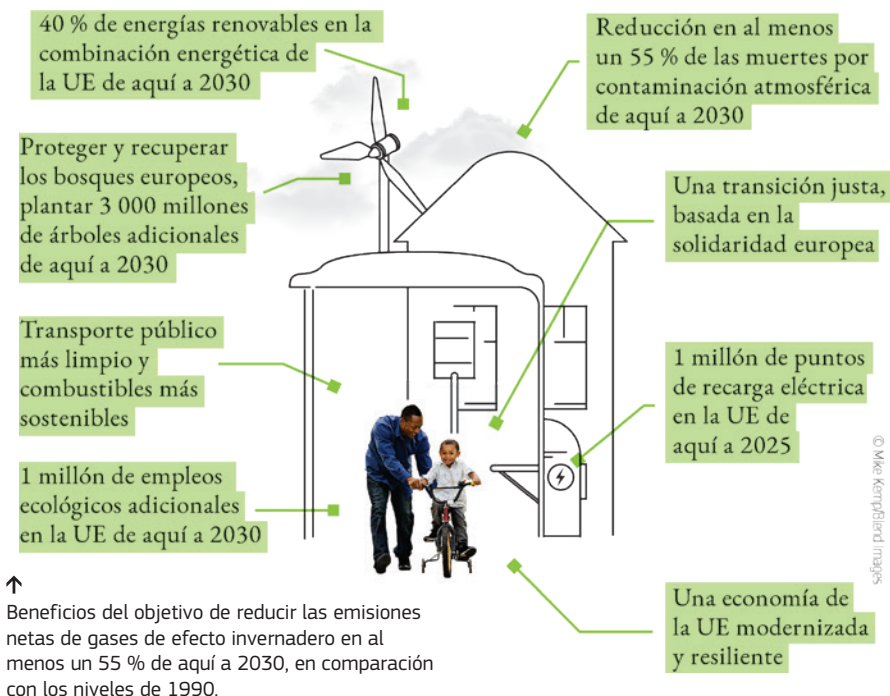 40 % de energías renovables en la
combinación energética de
la UE de aquí a 2030
Reducción en al menos
un 55 % de las muertes por
contaminación atmosférica
de aquí a 2030
Proteger y recuperar
los bosques europeos,
plantar 3 000 millones
de árboles adicionales
de aquí a 2030
Una transición justa,
basada en la
solidaridad europea
Transporte público
más limpio y
combustibles más
sostenibles
1 millón de puntos
de recarga eléctrica
en la UE de
aquí a 2025
1 millón de empleos
ecológicos adicionales
en la UE de aquí a 2030
Una economía de
la UE modernizada
y resiliente
© Mike Kemp/Blend Images
Beneficios del objetivo de reducir las emisiones
netas de gases de efecto invernadero en al
menos un 55 % de aquí a 2030, en comparación
con los niveles de 1990.